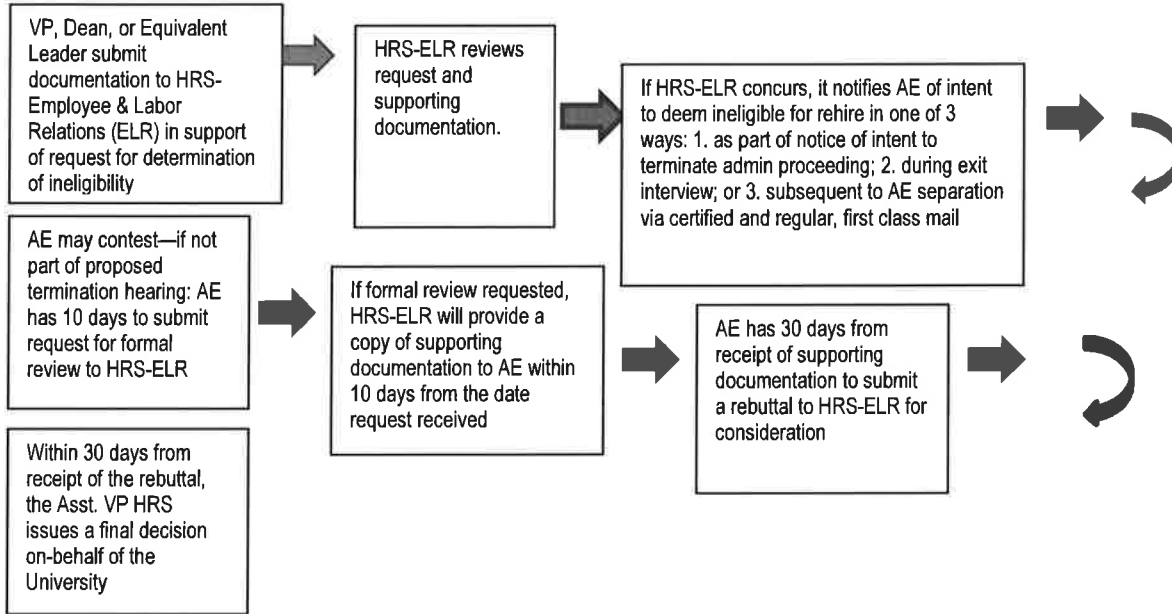 VP, Dean, or Equivalent
Leader submit
documentation to HRS-
Employee & Labor
Relations (ELR) in support
of request for determination
of ineligibility
HRS-ELR reviews
request and
supporting
documentation.
If HRS-ELR concurs, it notifies AE of intent
to deem ineligible for rehire in one of 3
ways: 1. as part of notice of intent to
terminate admin proceeding; 2. during exit
interview; or 3. subsequent to AE separation
via certified and regular, first class mail
AE may contest—if not
part of proposed
termination hearing: AE
has 10 days to submit
request for formal
review to HRS-ELR
If formal review requested,
HRS-ELR will provide a
copy of supporting
documentation to AE within
10 days from the date
request received
AE has 30 days from
receipt of supporting
documentation to submit
a rebuttal to HRS-ELR for
consideration
Within 30 days from
receipt of the rebuttal,
the Asst. VP HRS
issues a final decision
on-behalf of the
University